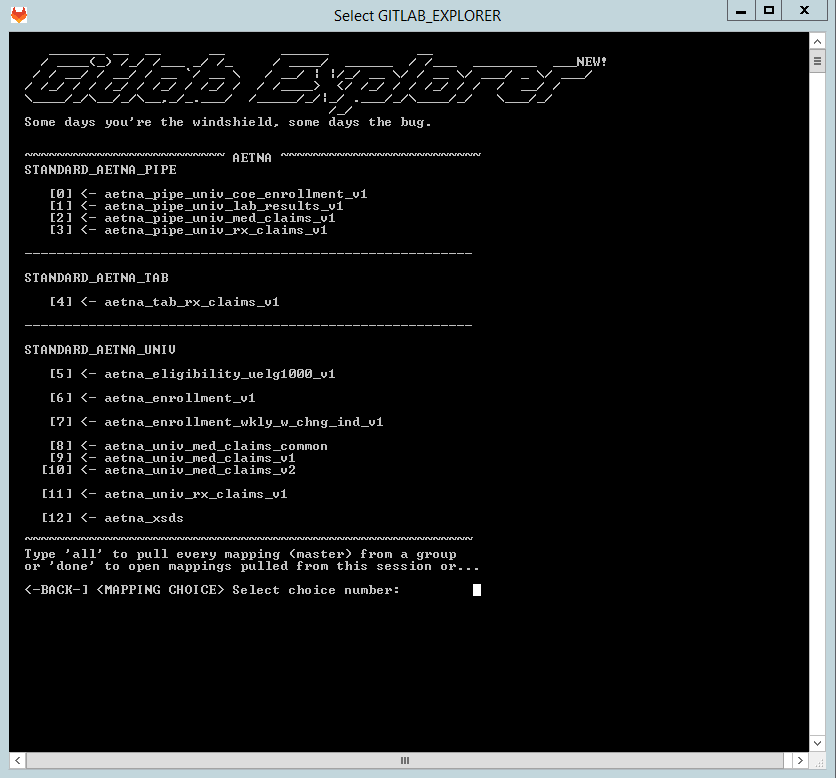 Select GITLAB_EXPLORER
GitLab Explorer NEW!
Some days you're the windshield, some days the bug.
~~~~~~~~~~~~~~~~~~~~~~~~~ AETNA ~~~~~~~~~~~~~~~~~~~~~~~~~
STANDARD_AETNA_PIPE
[0] <- aetna_pipe_univ_coe_enrollment_v1
[1] <- aetna_pipe_univ_lab_results_v1
[2] <- aetna_pipe_univ_med_claims_v1
[3] <- aetna_pipe_univ_rx_claims_v1
--------------------------------------------------------
STANDARD_AETNA_TAB
[4] <- aetna_tab_rx_claims_v1
--------------------------------------------------------
STANDARD_AETNA_UNIV
[5] <- aetna_eligibility_uelg1000_v1
[6] <- aetna_enrollment_v1
[7] <- aetna_enrollment_wkly_w_chng_ind_v1
[8] <- aetna_univ_med_claims_common
[9] <- aetna_univ_med_claims_v1
[10] <- aetna_univ_med_claims_v2
[11] <- aetna_univ_rx_claims_v1
[12] <- aetna_xsds
~~~~~~~~~~~~~~~~~~~~~~~~~~~~~~~~~~~~~~~~~~~~~~~~~~~~~~~~
Type 'all' to pull every mapping (master) from a group
or 'done' to open mappings pulled from this session or...
<-BACK-] <MAPPING CHOICE> Select choice number: